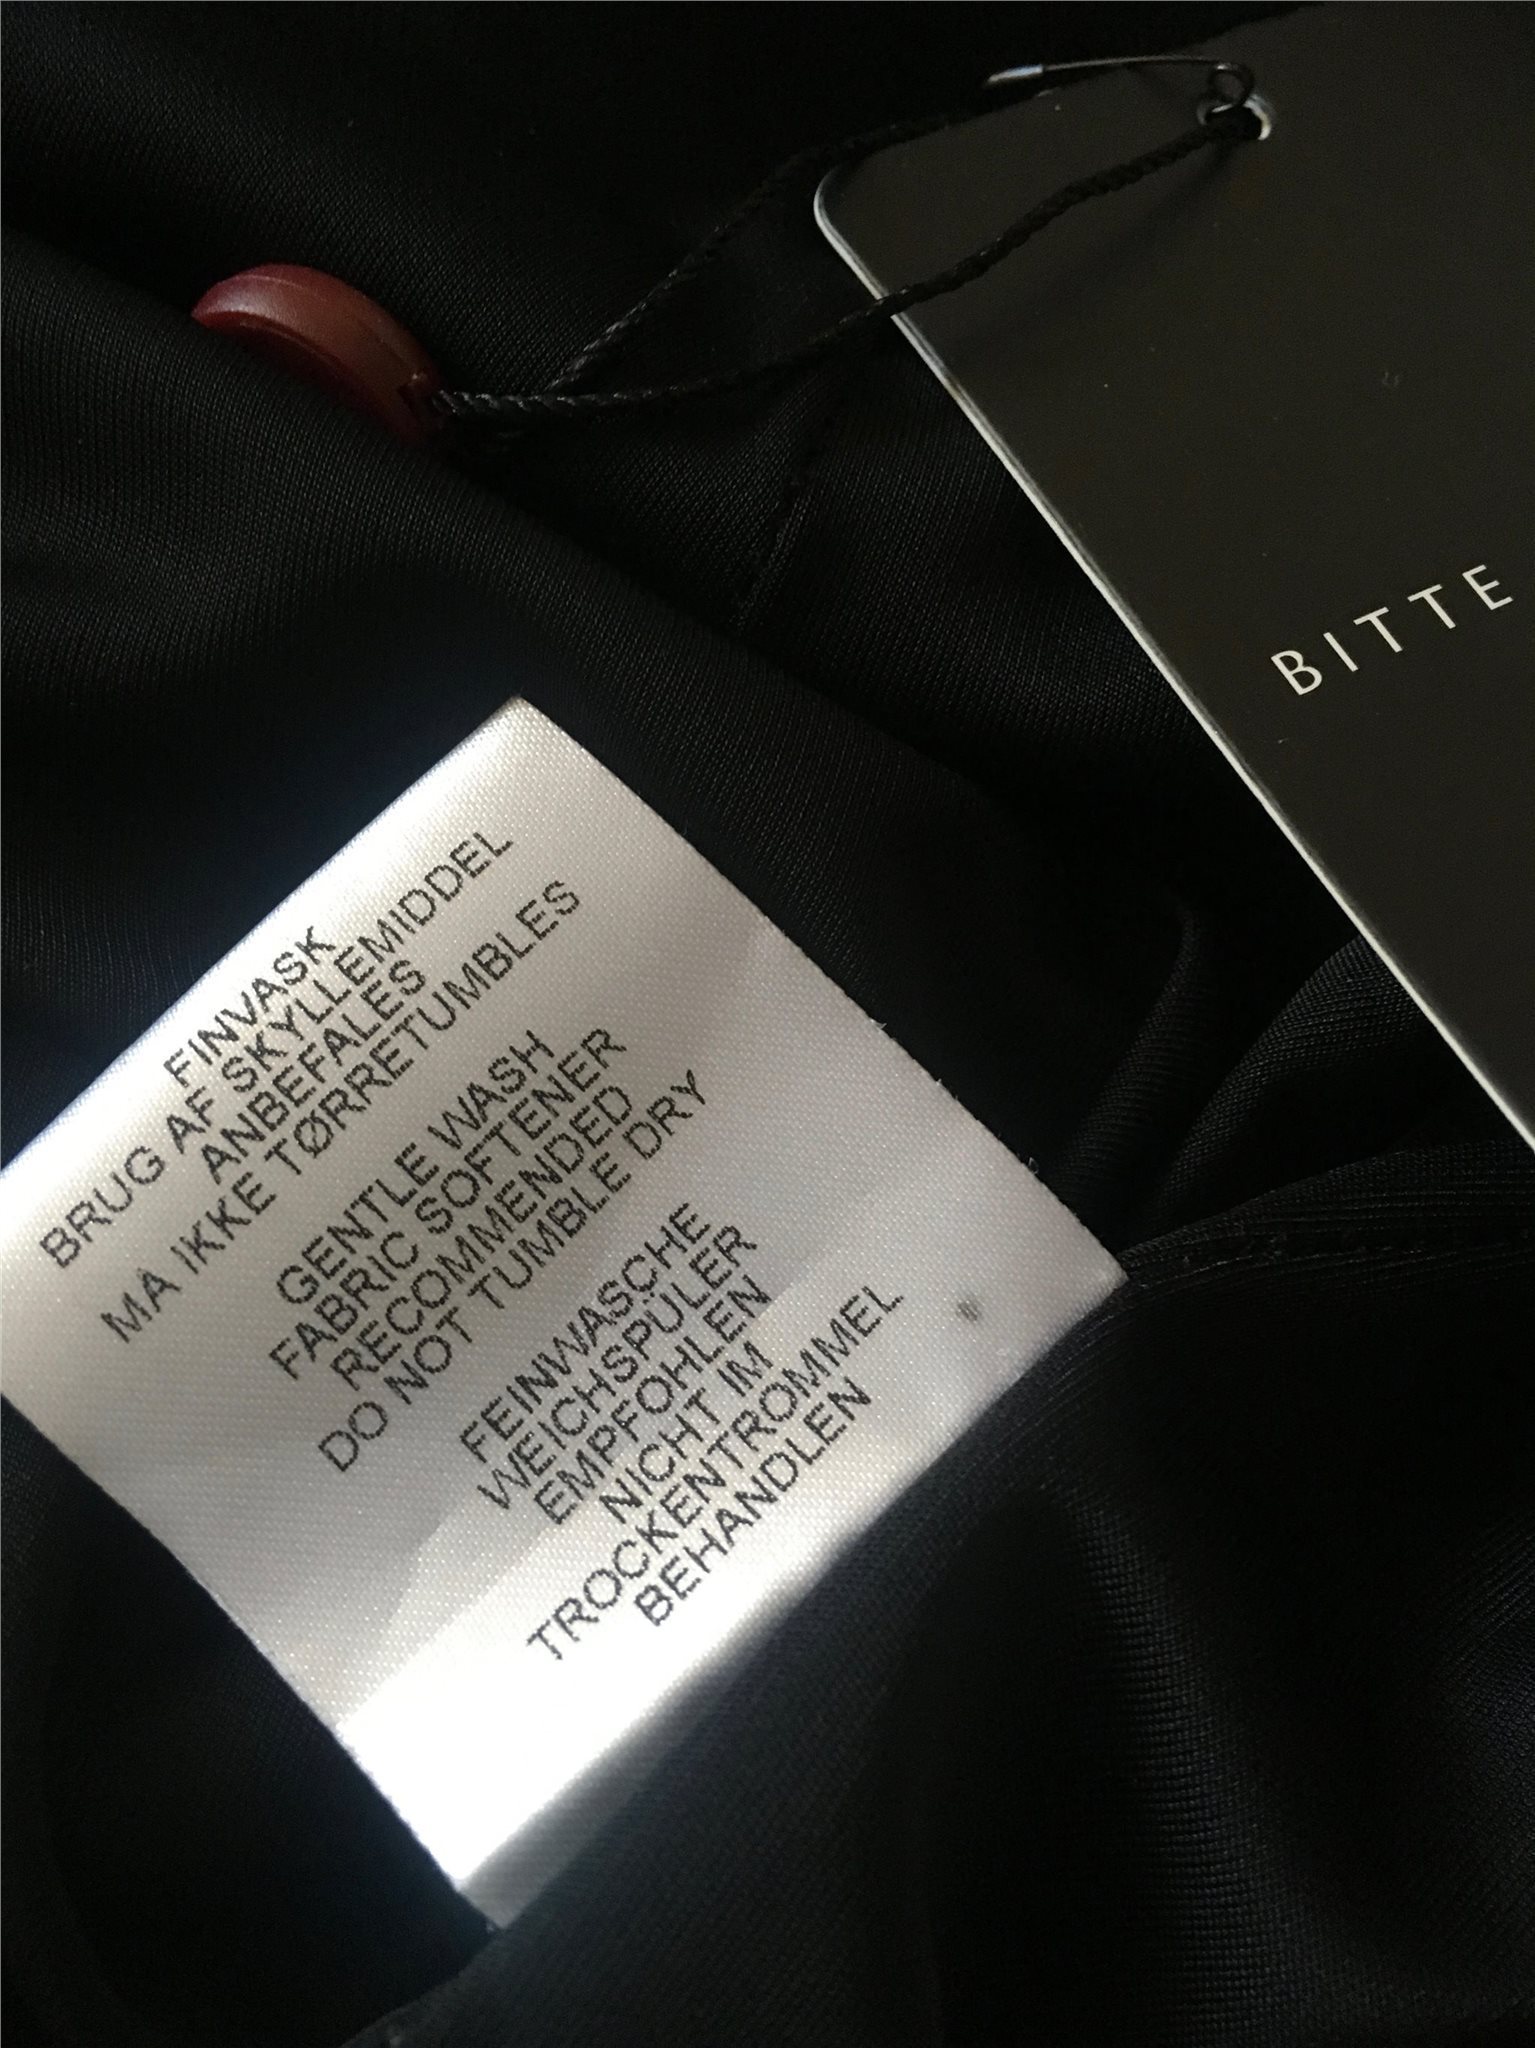 BITTE
FINVASK
BRUG AF SKYLLEMIDDEL
ANBEFALES
MÅ IKKE TØRRETUMBLES
GENTLE WASH
FABRIC SOFTENER
RECOMMENDED
DO NOT TUMBLE DRY
FEINWASCHE
WEICHSPÜLER
EMPFOHLEN
NICHT IM
TROCKENTROMMEL
BEHANDLEN